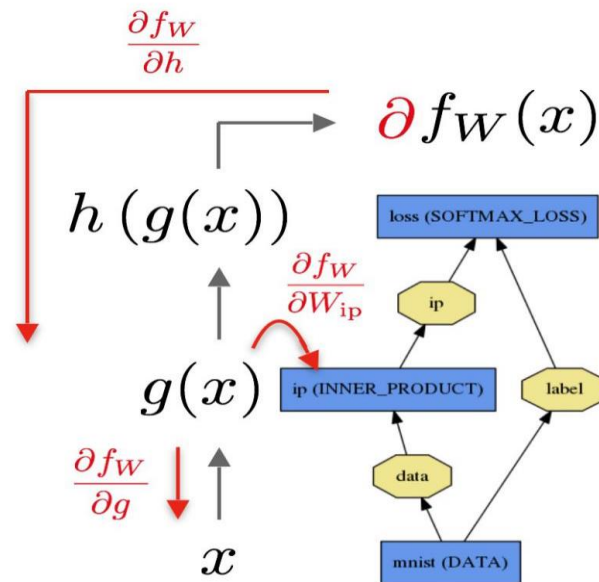 ∂f_W/∂h
∂f_W(x)
h(g(x))
loss (SOFTMAX_LOSS)
∂f_W/∂W_ip
ip
g(x)
ip (INNER_PRODUCT)
label
∂f_W/∂g
data
x
mnist (DATA)